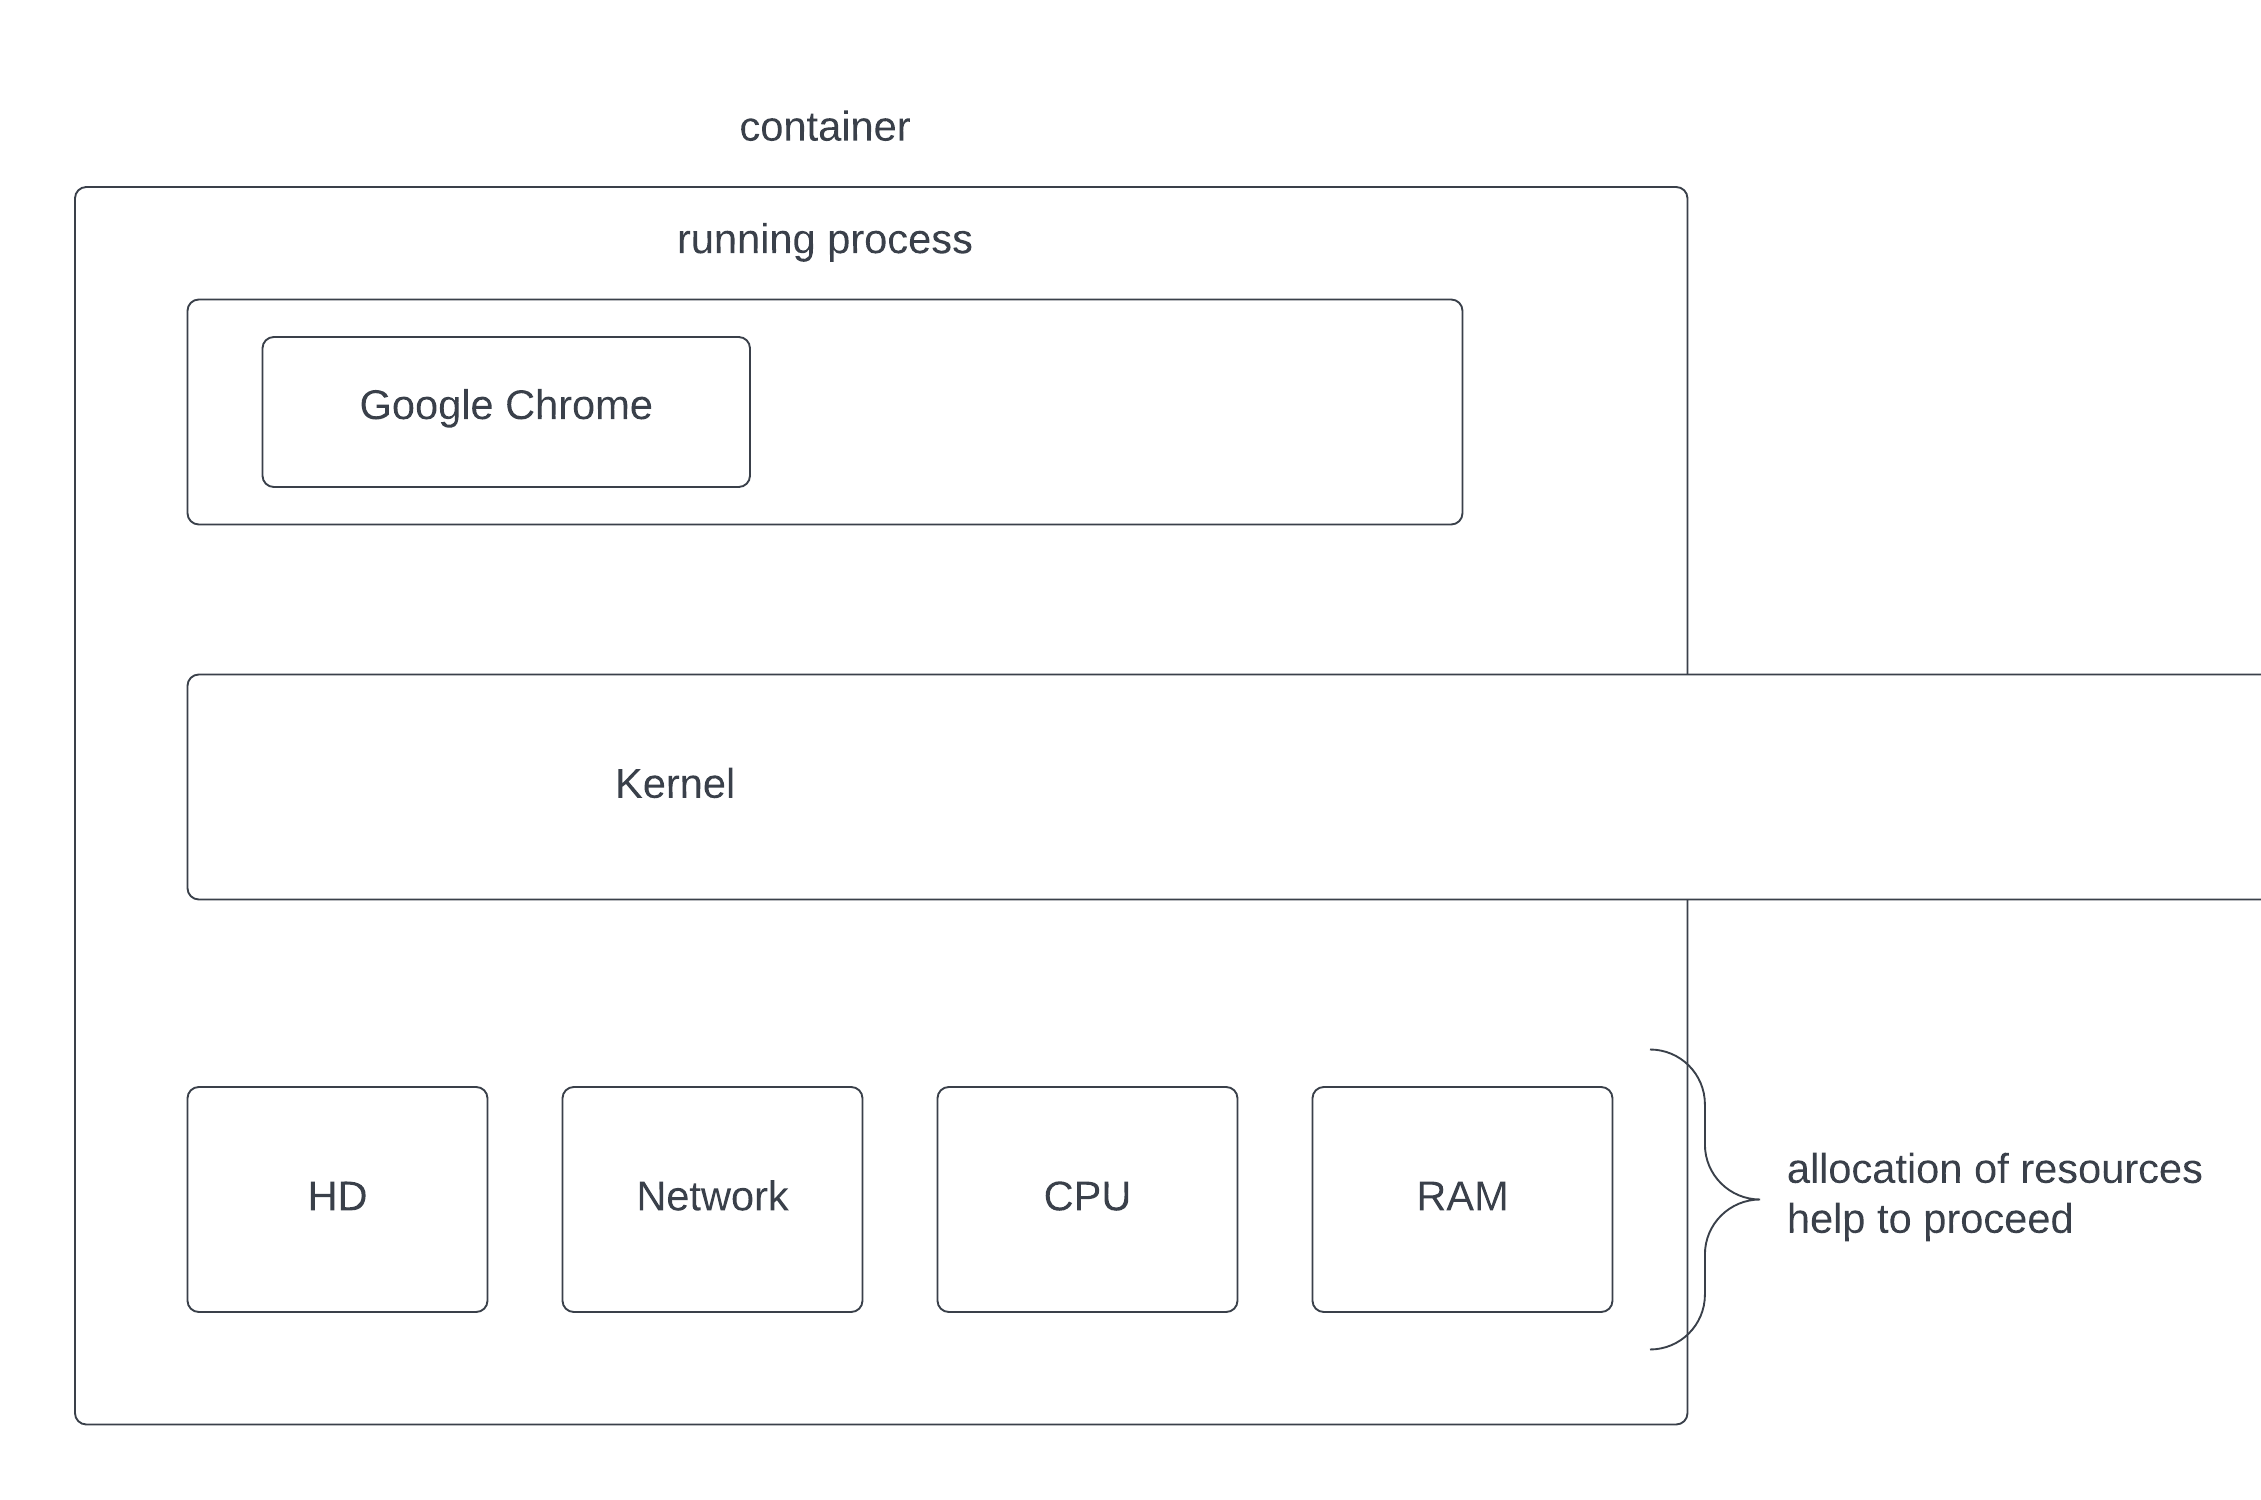 container
running process
Google Chrome
Kernel
HD
Network
CPU
RAM
allocation of resources
help to proceed